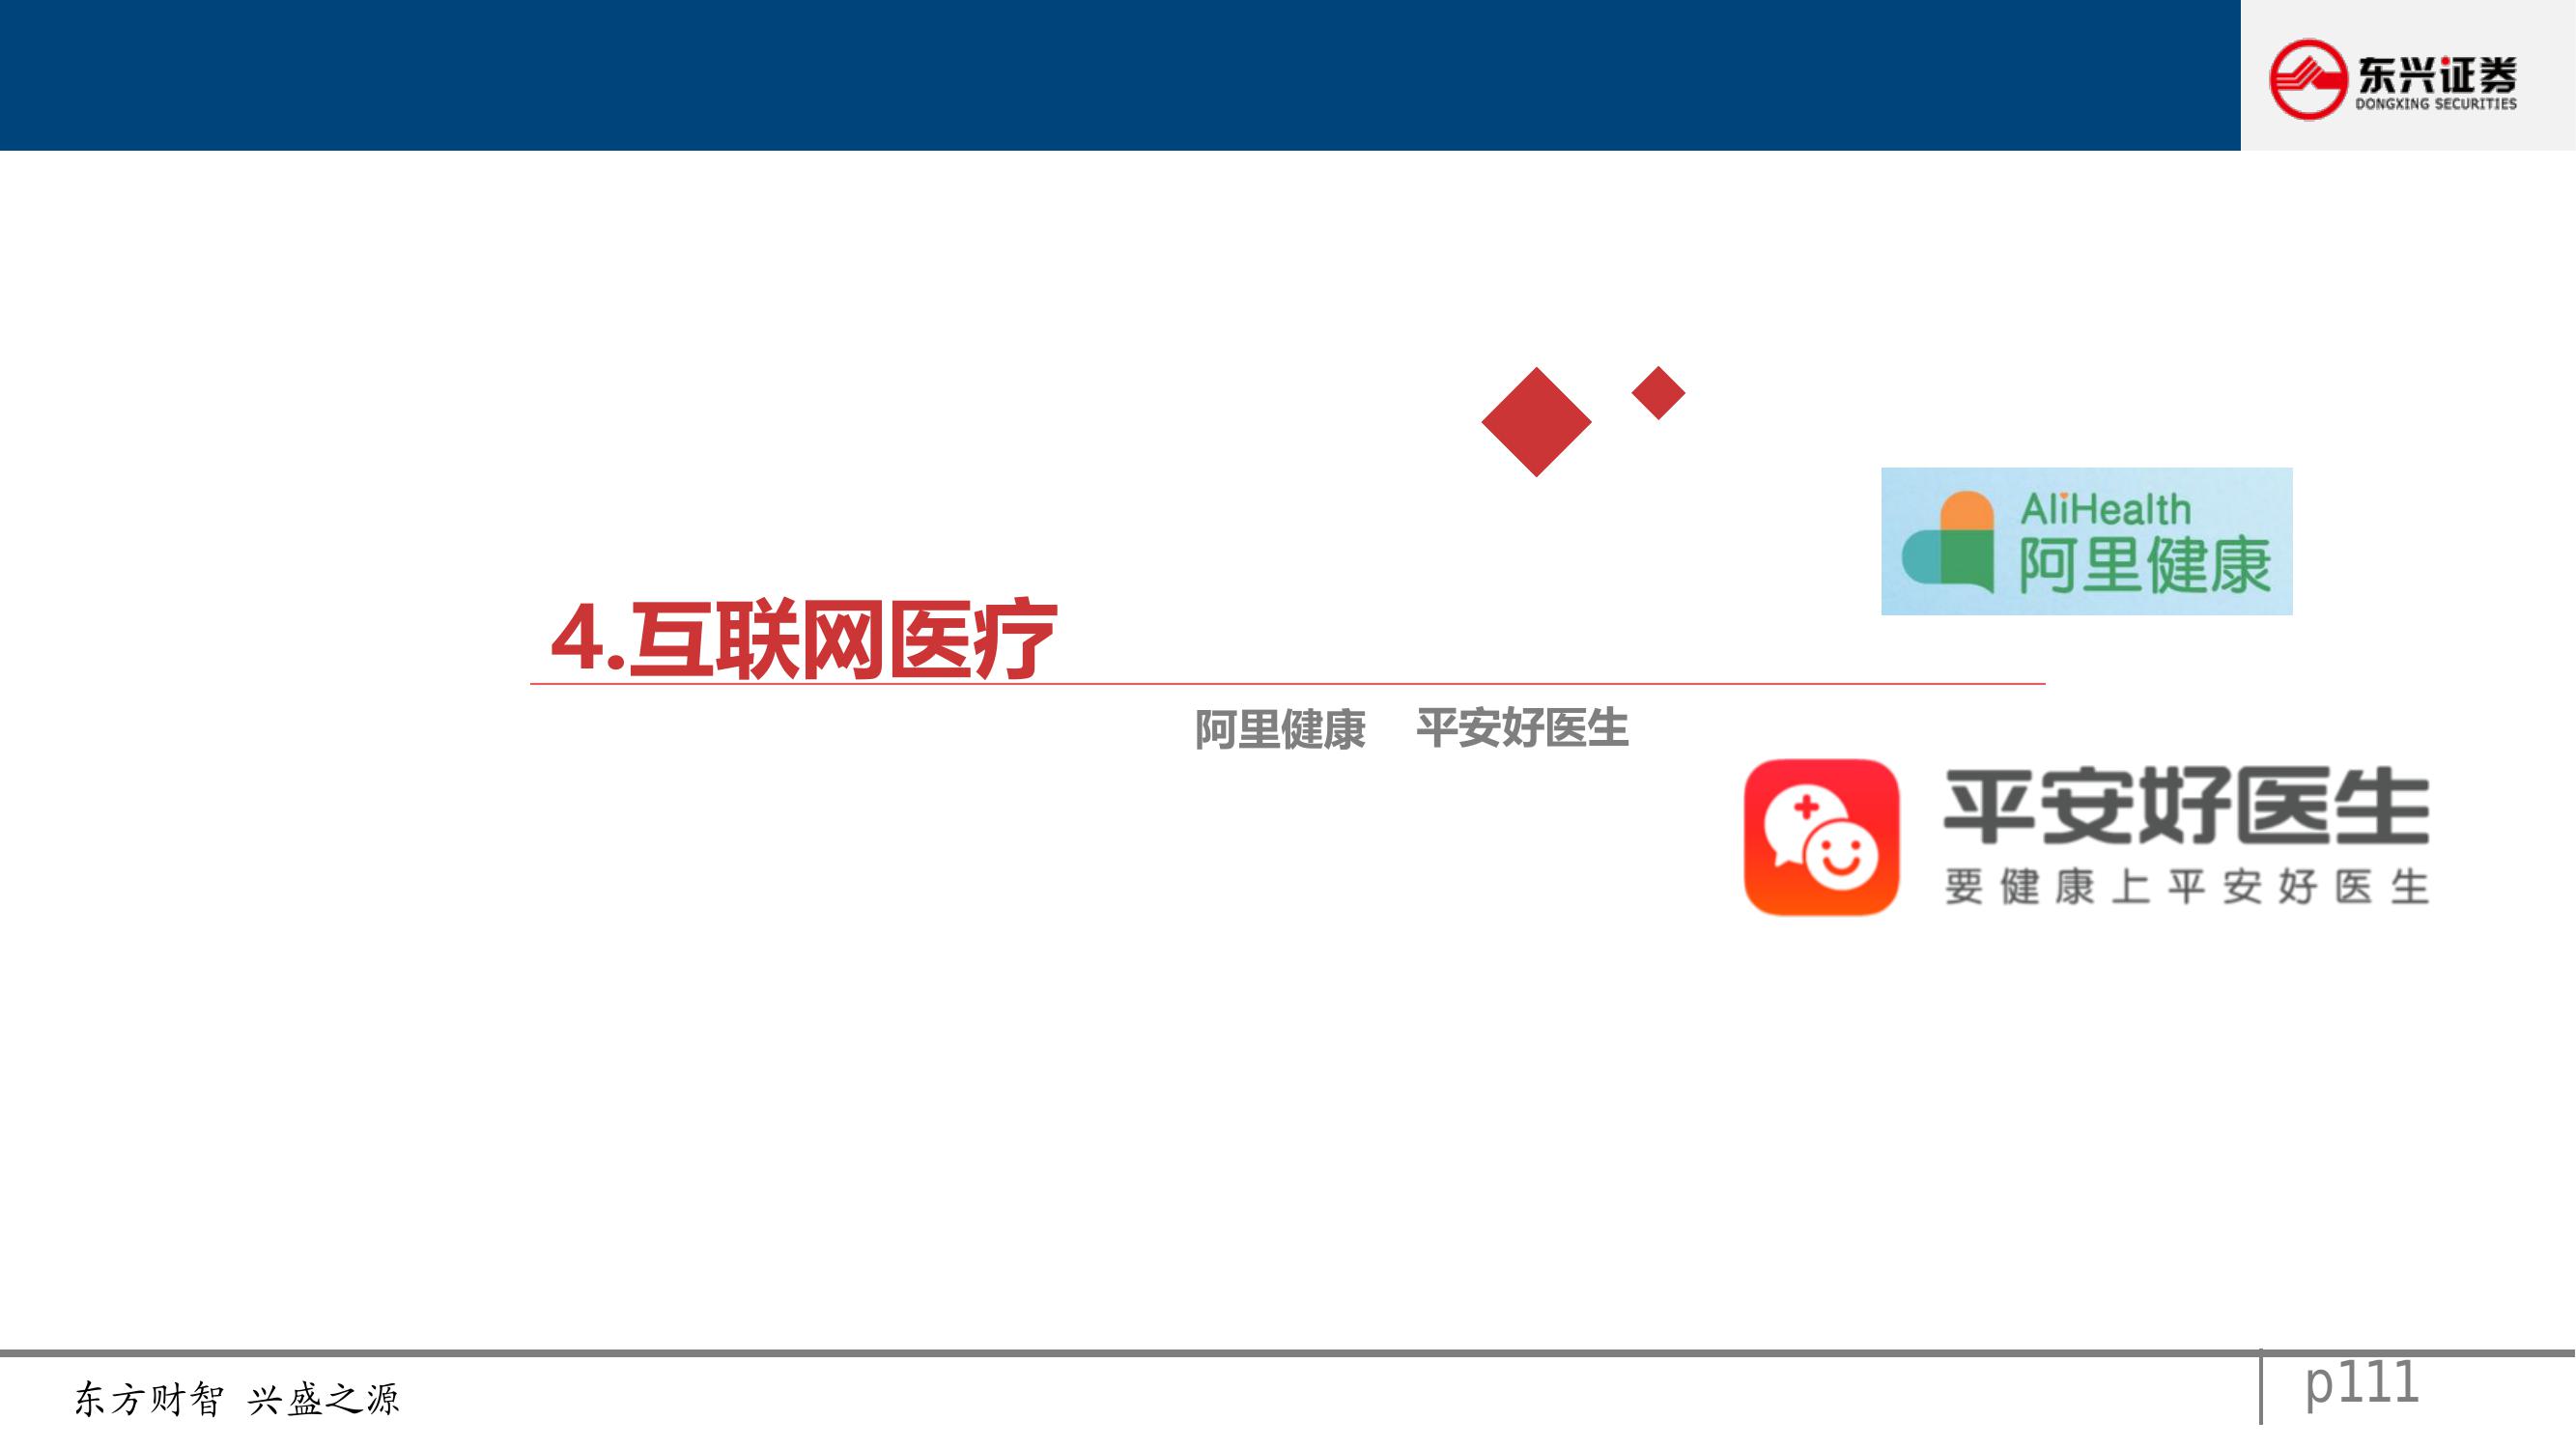 东兴证券
DONGXING SECURITIES
AliHealth
阿里健康
4.互联网医疗
阿里健康 平安好医生
平安好医生
要健康上平安好医生
东方财智 兴盛之源
p111